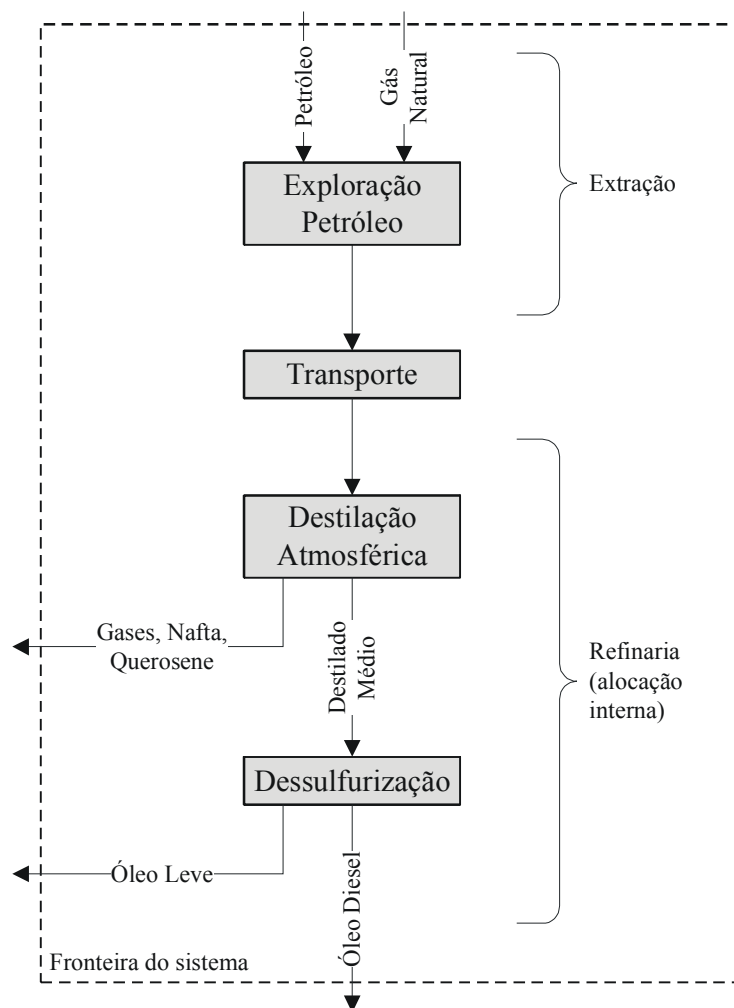 Petróleo
Gás
Natural
Exploração
Petróleo
Extração
Transporte
Destilação
Atmosférica
Gases, Nafta,
Querosene
Destilado
Médio
Refinaria
(alocação
interna)
Dessulfurização
Óleo Leve
Óleo Diesel
Fronteira do sistema